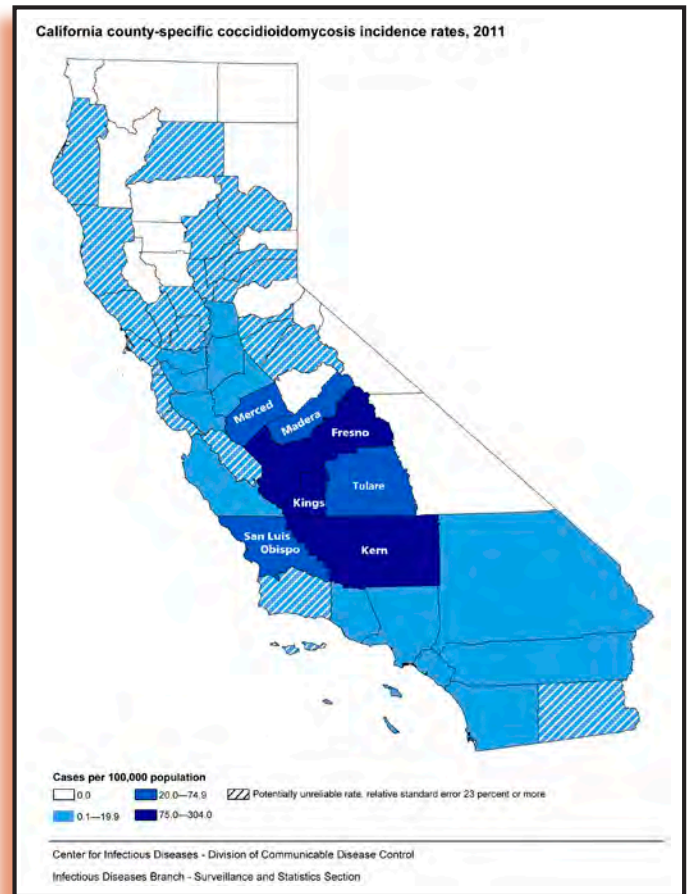 California county-specific coccidioidomycosis incidence rates, 2011
Merced
Madera
Fresno
Tulare
Kings
San Luis
Obispo
Kern
Cases per 100,000 population
0.0
20.0—74.9
Potentially unreliable rate, relative standard error 23 percent or more
0.1—19.9
75.0—304.0
Center for Infectious Diseases - Division of Communicable Disease Control
Infectious Diseases Branch - Surveillance and Statistics Section